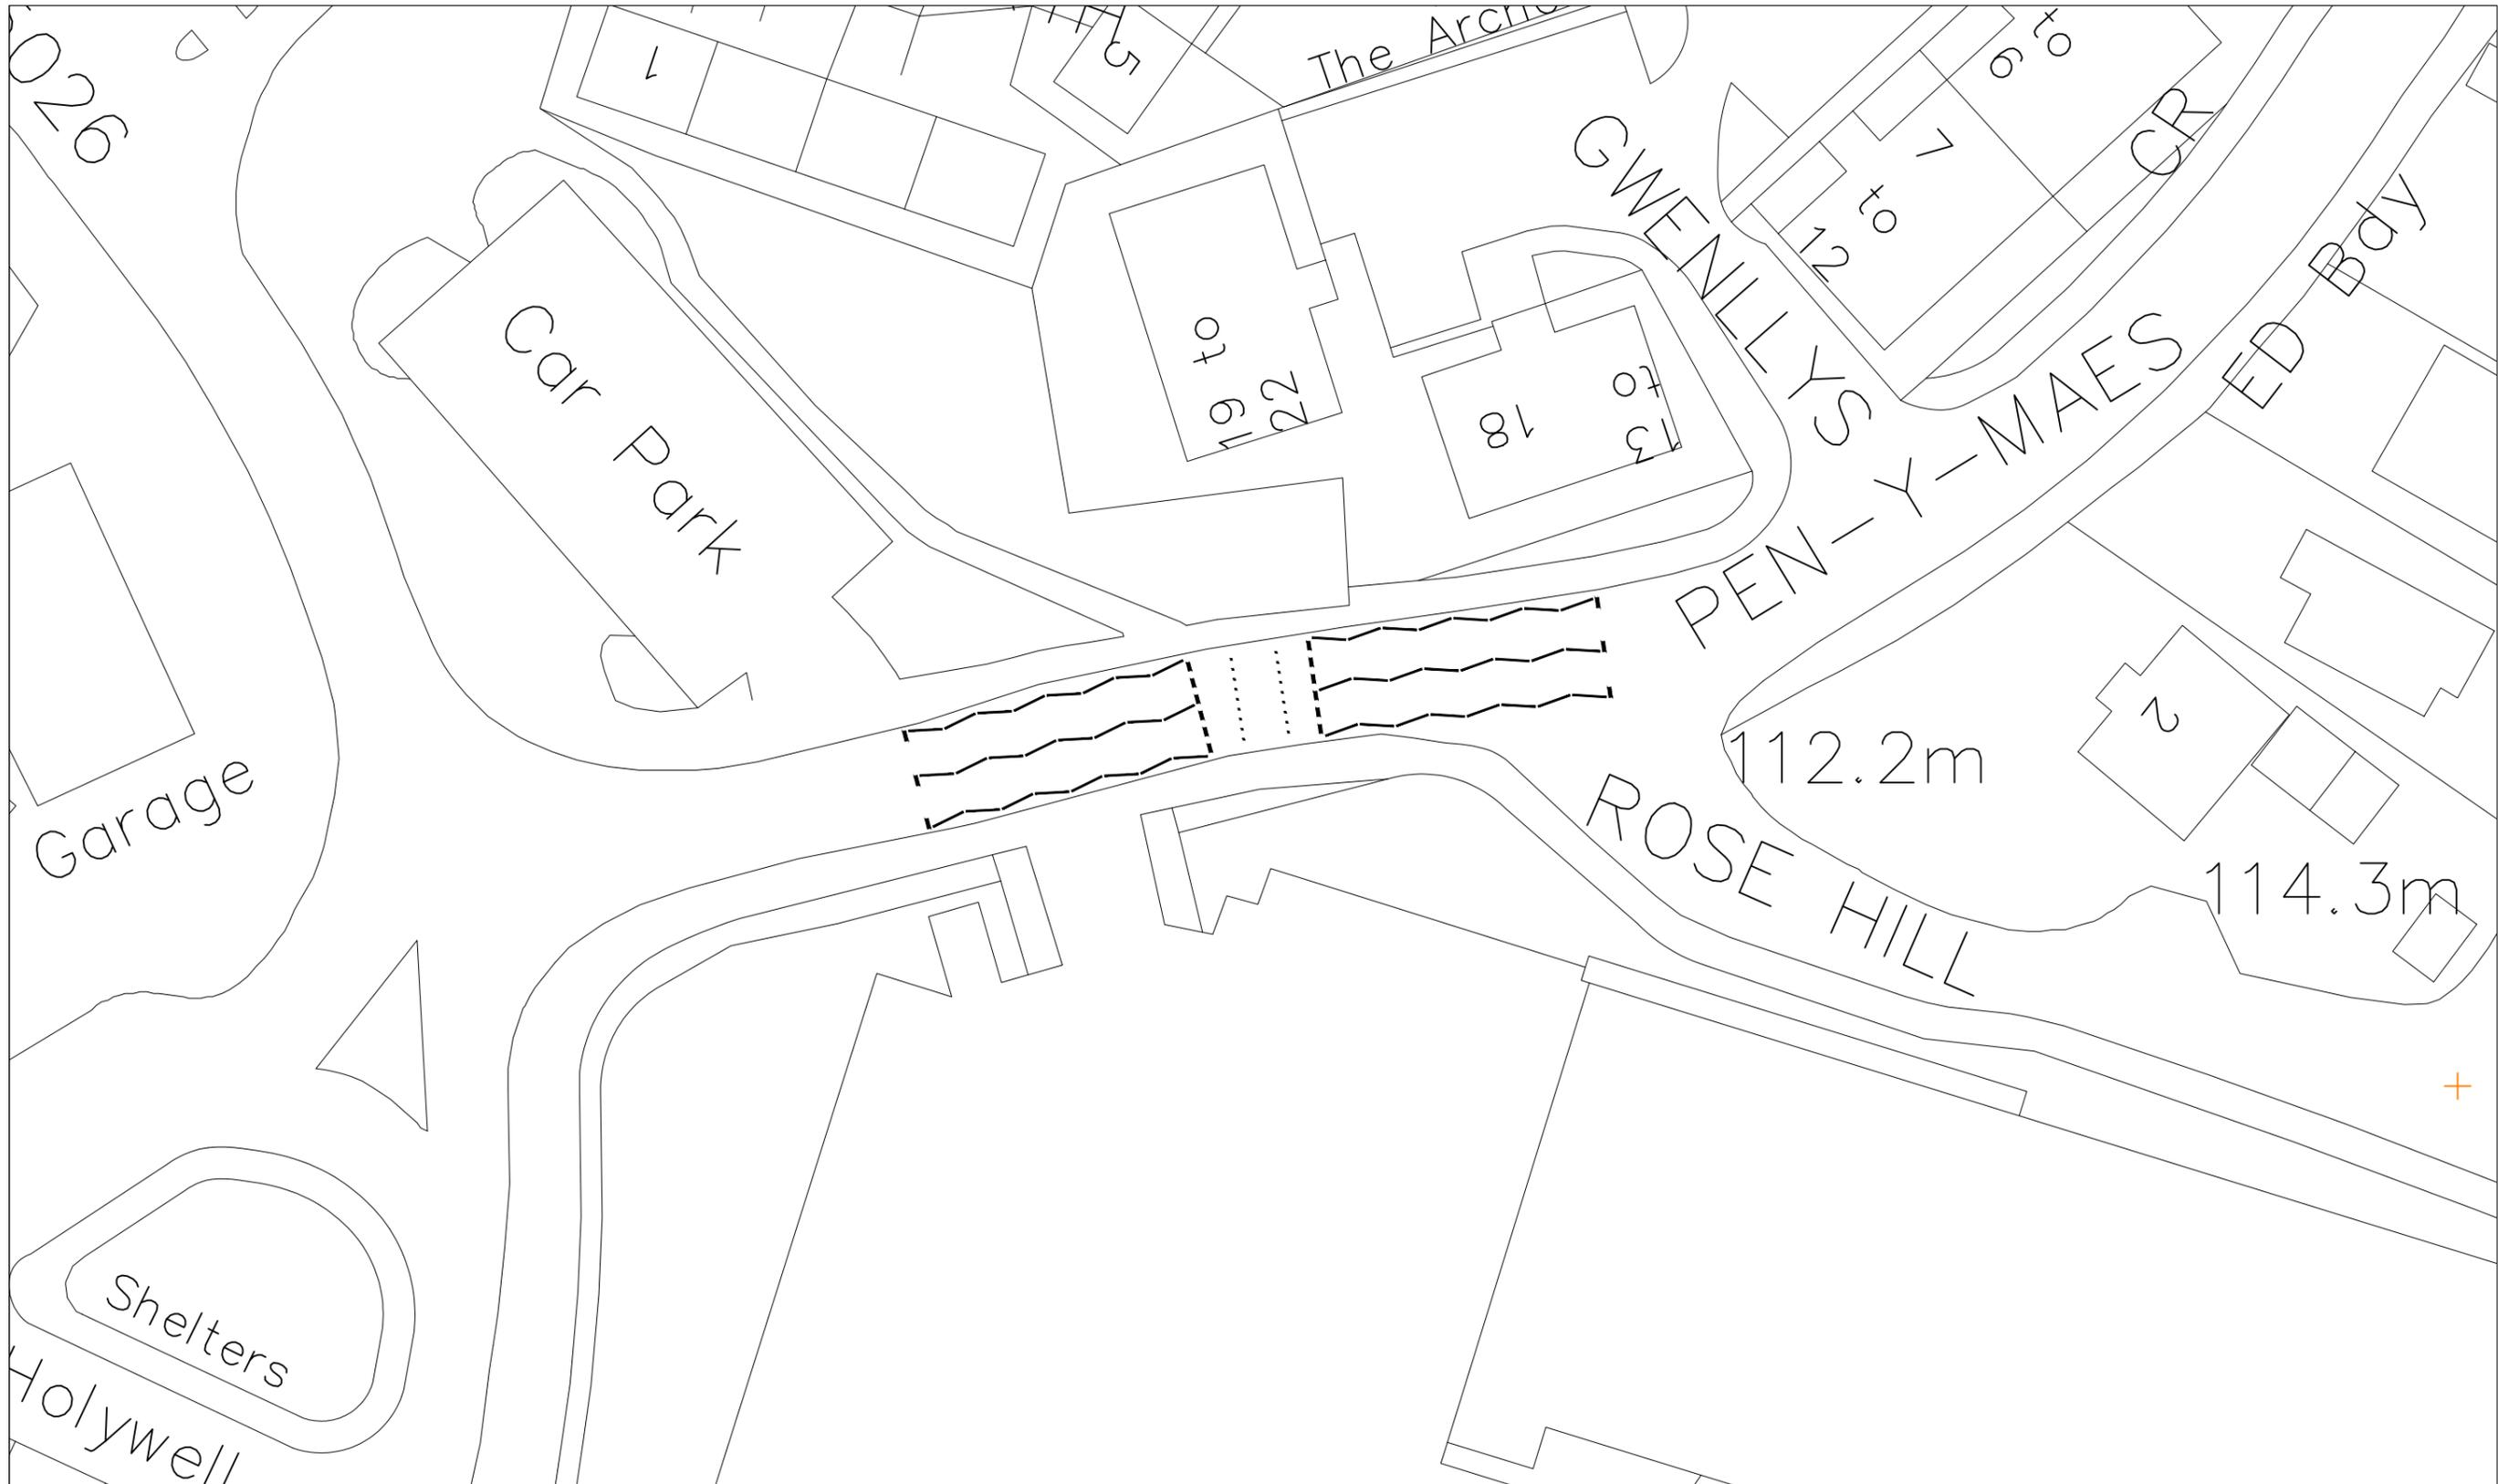 026
1
5
The Arch
GWENLLYS
6 to
7 to 12
CR
ED Bdy
Car Park
19 to 22
13 to 18
PEN-Y-MAES
112.2m
2
114.3m
ROSE HILL
Garage
Shelters
Holywell